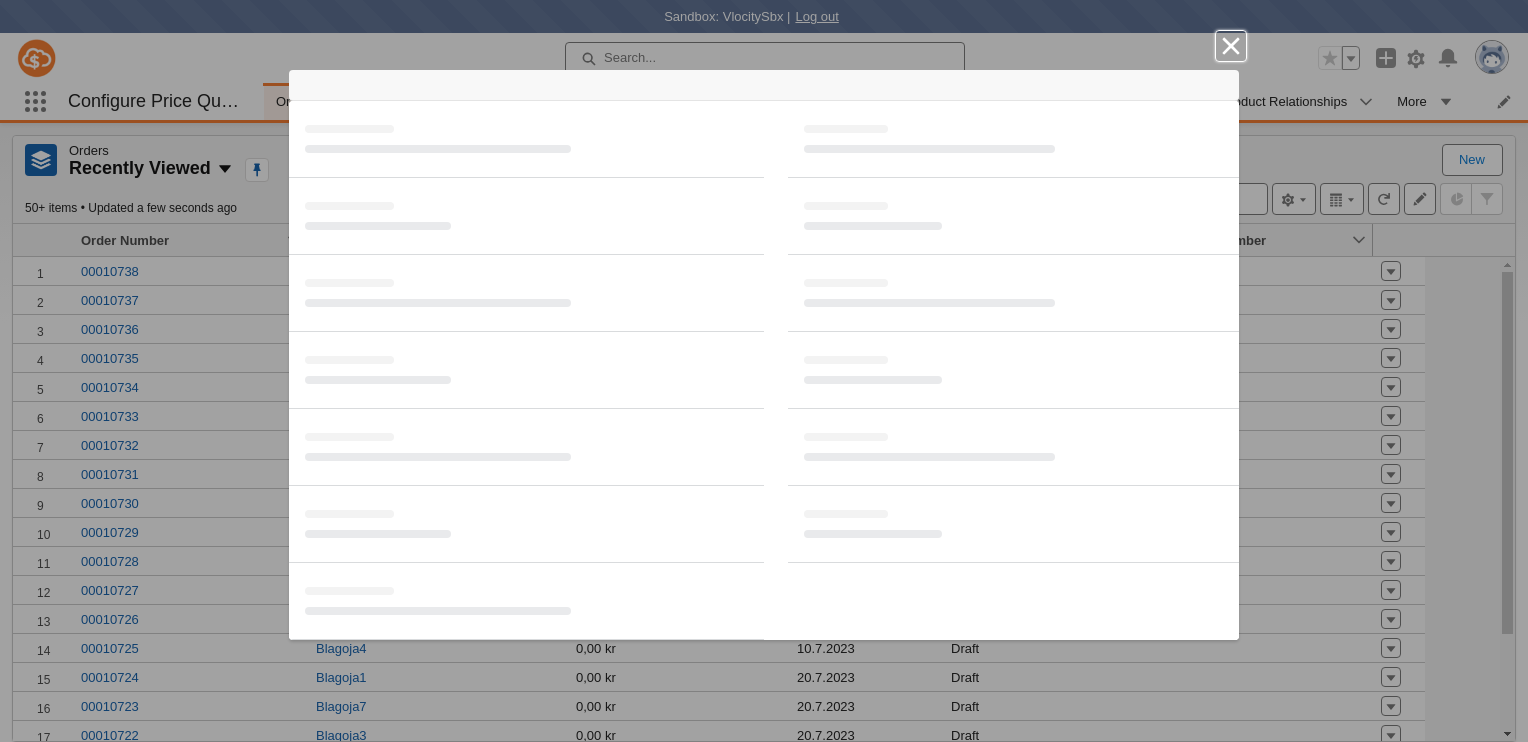 Sandbox: VlocitySbx | Log out
Search...
Configure Price Qu…
Product Relationships
More
Orders
Recently Viewed
New
50+ items • Updated a few seconds ago
Order Number
1 00010738
2 00010737
3 00010736
4 00010735
5 00010734
6 00010733
7 00010732
8 00010731
9 00010730
10 00010729
11 00010728
12 00010727
13 00010726
14 00010725 Blagoja4 0,00 kr 10.7.2023 Draft
15 00010724 Blagoja1 0,00 kr 20.7.2023 Draft
16 00010723 Blagoja7 0,00 kr 20.7.2023 Draft
17 00010722 Blagoja3 0,00 kr 20.7.2023 Draft